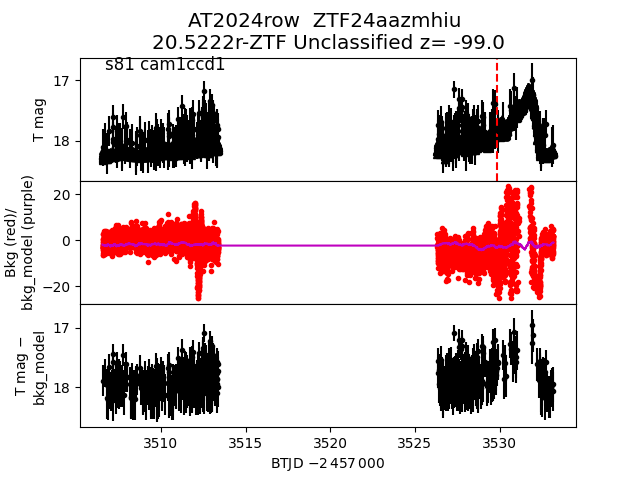 AT2024row  ZTF24aazmhiu
20.5222r-ZTF Unclassified z= -99.0
s81 cam1ccd1
17
18
T mag
20
0
−20
Bkg (red)/
bkg_model (purple)
17
18
T mag −
bkg_model
3510 3515 3520 3525 3530
BTJD −2 457 000